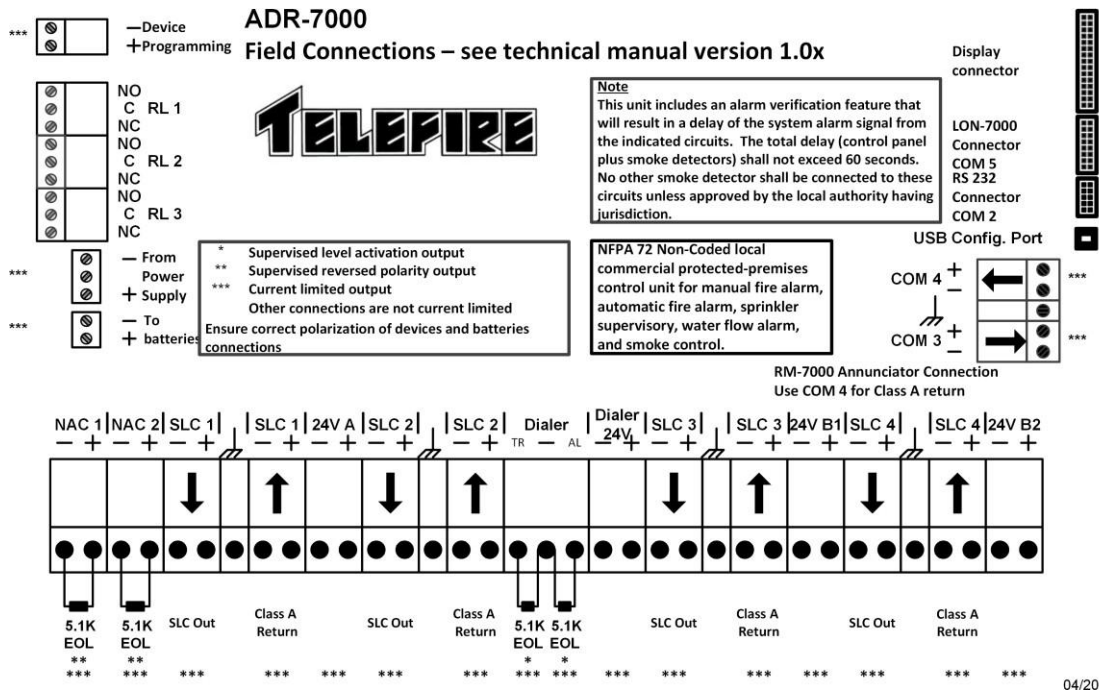 ADR-7000
Field Connections – see technical manual version 1.0x
*** –Device
+Programming
NO
C RL 1
NC
NO
C RL 2
NC
NO
C RL 3
NC
TELEFIRE
Note
This unit includes an alarm verification feature that
will result in a delay of the system alarm signal from
the indicated circuits. The total delay (control panel
plus smoke detectors) shall not exceed 60 seconds.
No other smoke detector shall be connected to these
circuits unless approved by the local authority having
jurisdiction.
Display
connector
LON-7000
Connector
COM 5
RS 232
Connector
COM 2
USB Config. Port
*** – From
Power
+ Supply
*** – To
+ batteries
* Supervised level activation output
** Supervised reversed polarity output
*** Current limited output
Other connections are not current limited
Ensure correct polarization of devices and batteries
connections
NFPA 72 Non-Coded local
commercial protected-premises
control unit for manual fire alarm,
automatic fire alarm, sprinkler
supervisory, water flow alarm,
and smoke control.
COM 4 + – ***
COM 3 + – ***
RM-7000 Annunciator Connection
Use COM 4 for Class A return
NAC 1 NAC 2 SLC 1 SLC 1 24V A SLC 2 SLC 2 Dialer Dialer 24V SLC 3 SLC 3 24V B1 SLC 4 SLC 4 24V B2
– + – + – + – + – + – + – + TR – AL – + – + – + – + – + – + – +
5.1K EOL 5.1K EOL SLC Out Class A Return SLC Out Class A Return 5.1K EOL 5.1K EOL SLC Out Class A Return SLC Out Class A Return
** ** * *
*** *** *** *** *** *** *** *** *** *** *** *** *** *** *** ***
04/20